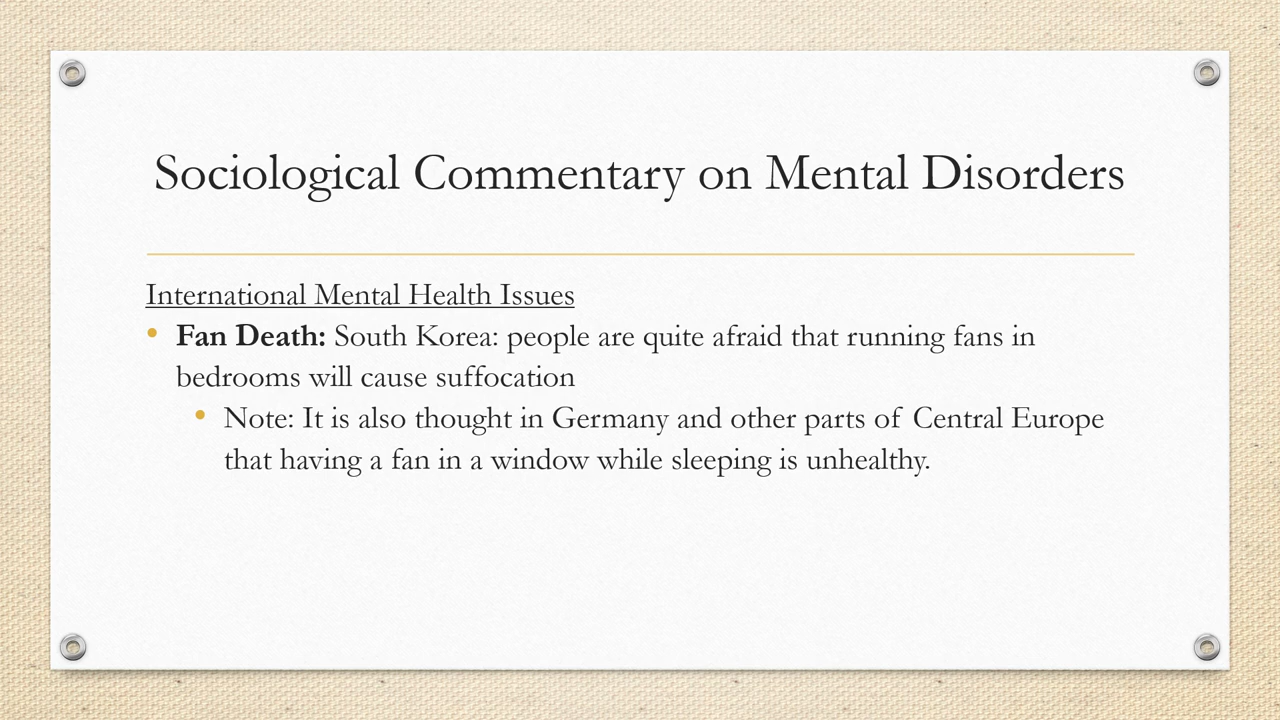 Sociological Commentary on Mental Disorders
International Mental Health Issues
• Fan Death: South Korea: people are quite afraid that running fans in
bedrooms will cause suffocation
• Note: It is also thought in Germany and other parts of Central Europe
that having a fan in a window while sleeping is unhealthy.